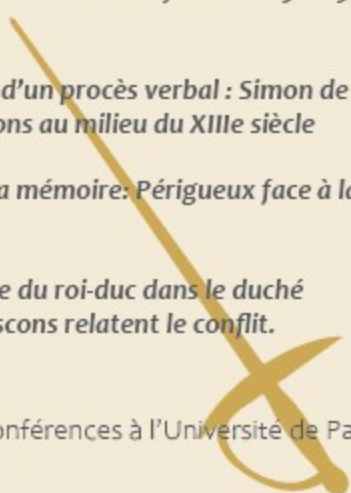 d'un procès verbal : Simon de
ons au milieu du XIIIe siècle
a mémoire: Périgueux face à la
e du roi-duc dans le duché
scons relatent le conflit.
onférences à l'Université de Pa